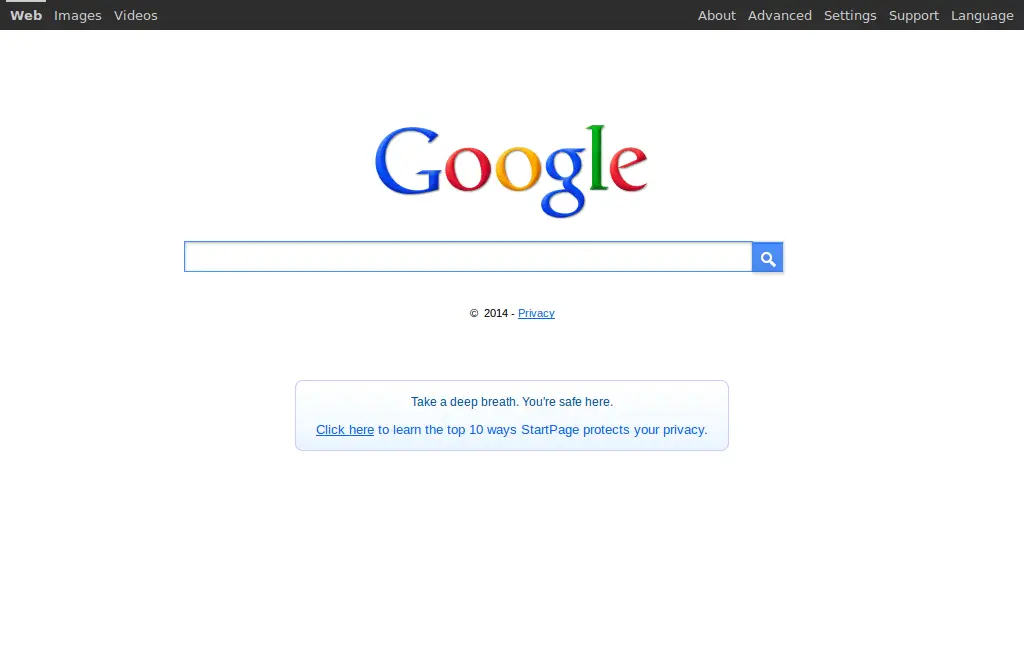 Web Images Videos About Advanced Settings Support Language
Google
© 2014 - Privacy
Take a deep breath. You're safe here.
Click here to learn the top 10 ways StartPage protects your privacy.